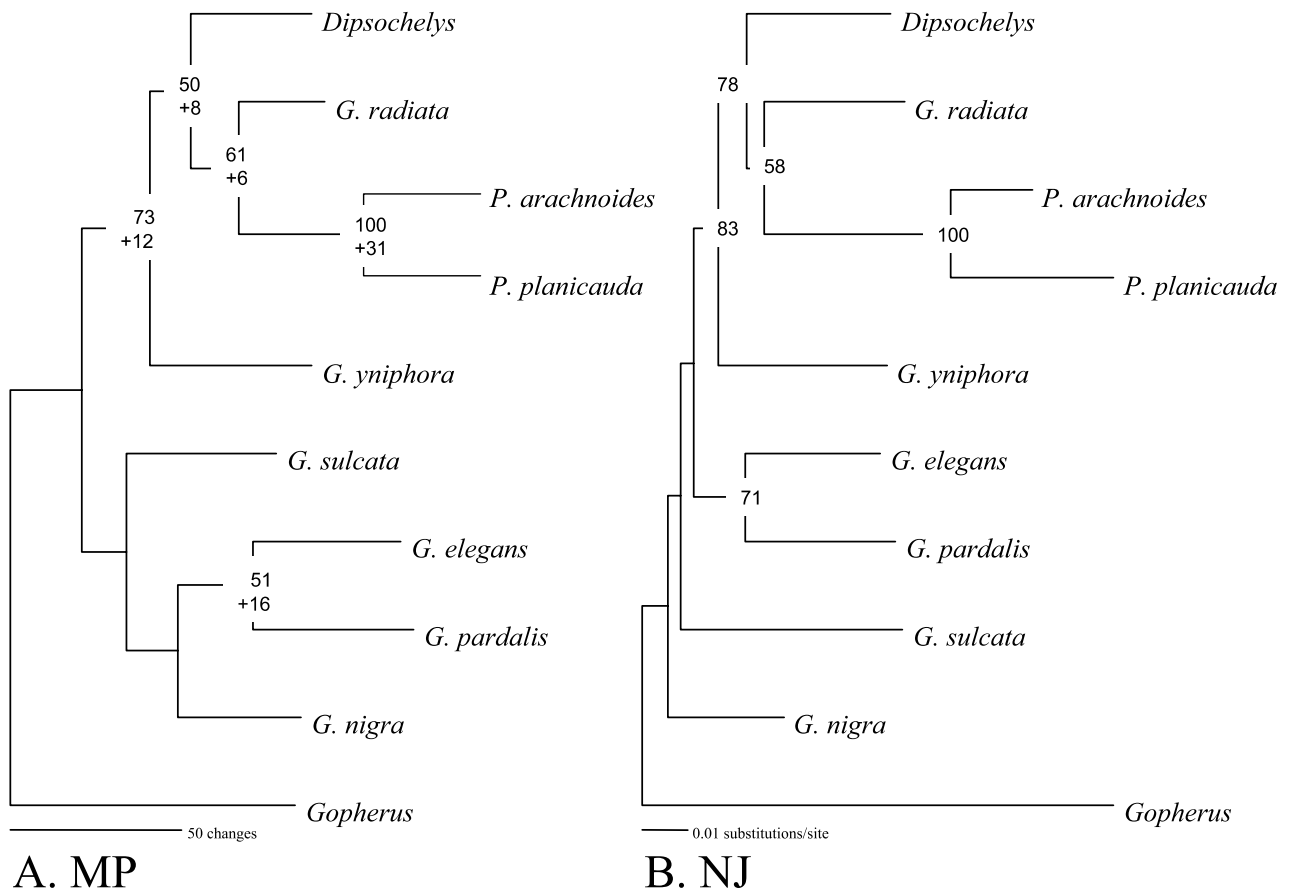 Dipsochelys
50
+8
G. radiata
61
+6
P. arachnoides
100
+31
73
+12
P. planicauda
G. yniphora
G. sulcata
G. elegans
51
+16
G. pardalis
G. nigra
Gopherus
50 changes
A. MP
Dipsochelys
78
G. radiata
58
P. arachnoides
83
100
P. planicauda
G. yniphora
G. elegans
71
G. pardalis
G. sulcata
G. nigra
Gopherus
0.01 substitutions/site
B. NJ